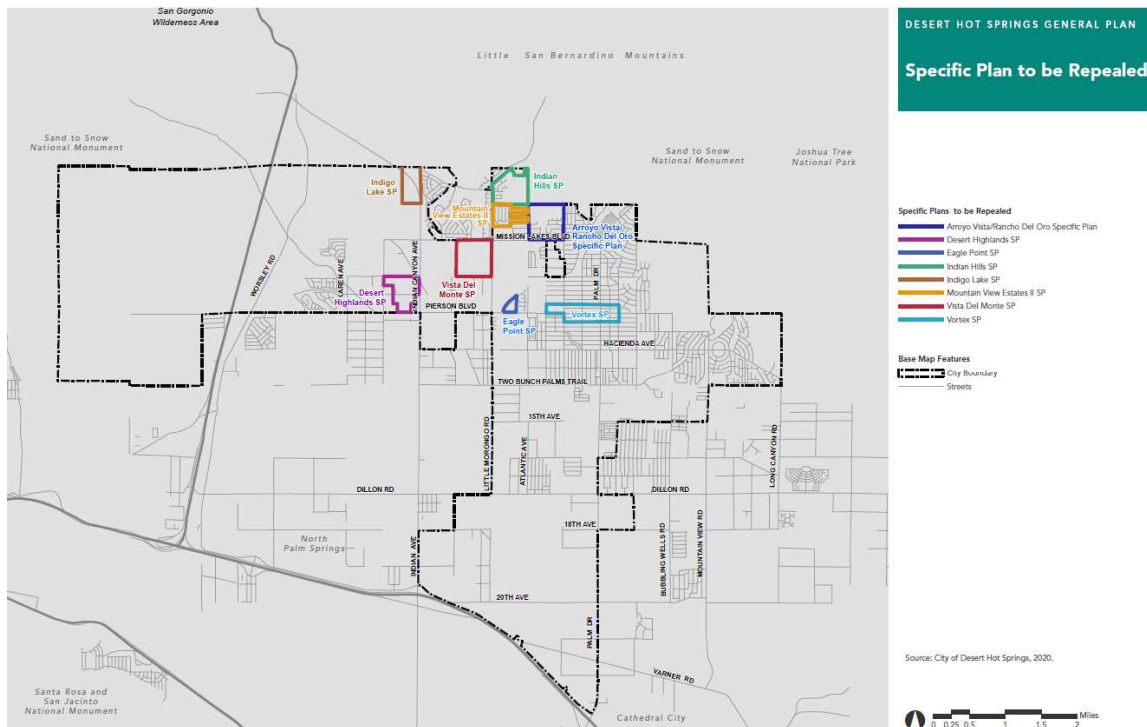 San Gorgonio
Wilderness Area
Little San Bernardino Mountains
Sand to Snow
National Monument
Sand to Snow
National Monument
Joshua Tree
National Park
Indigo
Lake SP
Indian
Hills SP
Mountain
View Estates II
SP
MISSION LAKES BLVD
Arroyo Vista/
Rancho Del Oro
Specific Plan
WORSLEY RD
KAREN AVE
INDIAN CANYON AVE
Desert
Highlands SP
Vista Del
Monte SP
PIERSON BLVD
Eagle
Point SP
PALM DR
Vortex SP
HACIENDA AVE
TWO BUNCH PALMS TRAIL
15TH AVE
LITTLE MORONGO RD
ATLANTIC AVE
LONG CANYON RD
DILLON RD
DILLON RD
18TH AVE
North
Palm Springs
INDIAN AVE
BUBBLING WELLS RD
MOUNTAIN VIEW RD
20TH AVE
PALM DR
VARNER RD
Santa Rosa and
San Jacinto
National Monument
Cathedral City
DESERT HOT SPRINGS GENERAL PLAN
Specific Plan to be Repealed
Specific Plans to be Repealed
Arroyo Vista/Rancho Del Oro Specific Plan
Desert Highlands SP
Eagle Point SP
Indian Hills SP
Indigo Lake SP
Mountain View Estates II SP
Vista Del Monte SP
Vortex SP
Base Map Features
City Boundary
Streets
Source: City of Desert Hot Springs, 2020.
0 0.25 0.5 1 1.5 2 Miles